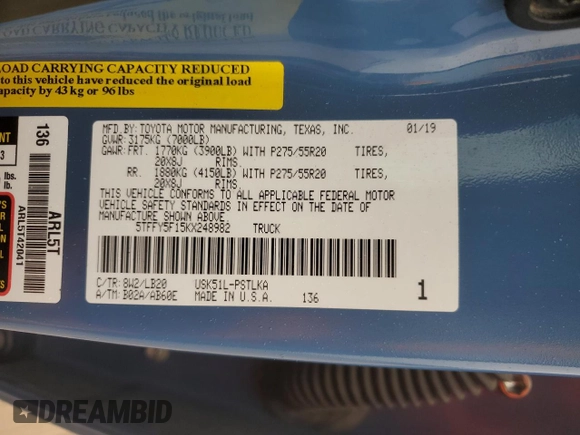 LOAD CARRYING CAPACITY REDUCED
to this vehicle have reduced the original load
capacity by 43 kg or 96 lbs
MFD.BY: TOYOTA MOTOR MANUFACTURING, TEXAS, INC. 01/19
GVWR: 3175KG (7000LB)
GAWR: FRT. 1770KG (3900LB) WITH P275/55R20 TIRES,
20X8J RIMS.
RR. 1880KG (4150LB) WITH P275/55R20 TIRES,
20X8J RIMS.
THIS VEHICLE CONFORMS TO ALL APPLICABLE FEDERAL MOTOR
VEHICLE SAFETY STANDARDS IN EFFECT ON THE DATE OF
MANUFACTURE SHOWN ABOVE.
5TFFY5F15KX248982 TRUCK
C/TR: 8W2/LB20 USK51L-PSTLKA
A/TM: B02A/AB60E MADE IN U.S.A. 136 1
136
ARL5T
ARL5T42041
lbs.
lb.
DREAMBID